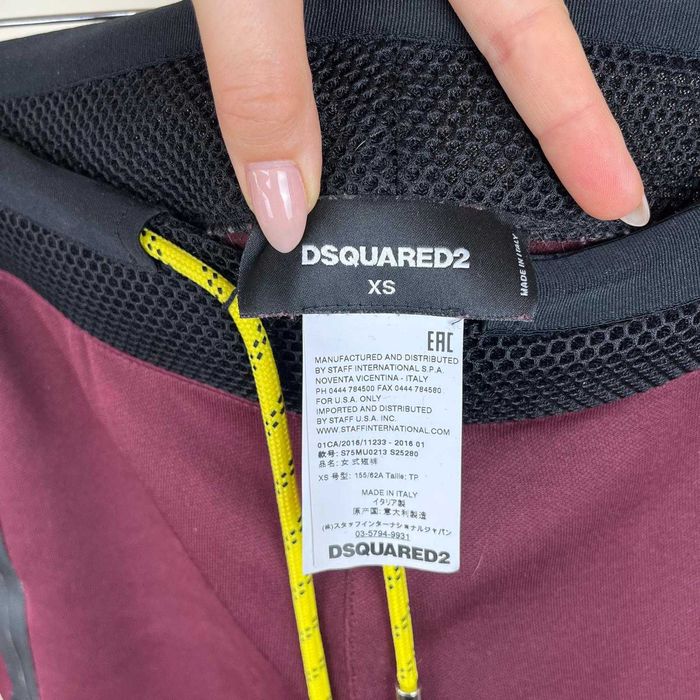 DSQUARED2
XS
MADE IN ITALY
EAC
MANUFACTURED AND DISTRIBUTED
BY STAFF INTERNATIONAL S.P.A.
NOVENTA VICENTINA - ITALY
PH 0444 784500 FAX 0444 784580
FOR U.S.A. ONLY
IMPORTED AND DISTRIBUTED
BY STAFF U.S.A. INC.
WWW.STAFFINTERNATIONAL.COM
01CA/2016/11233 - 2016 01
款号: S75MU0213 S25280
品名: 女式短裤
XS 号型: 155/62A Taille: TP
MADE IN ITALY
イタリア製
原产国: 意大利製造
(株)スタッフインターナショナルジャパン
03-5794-9931
DSQUARED2